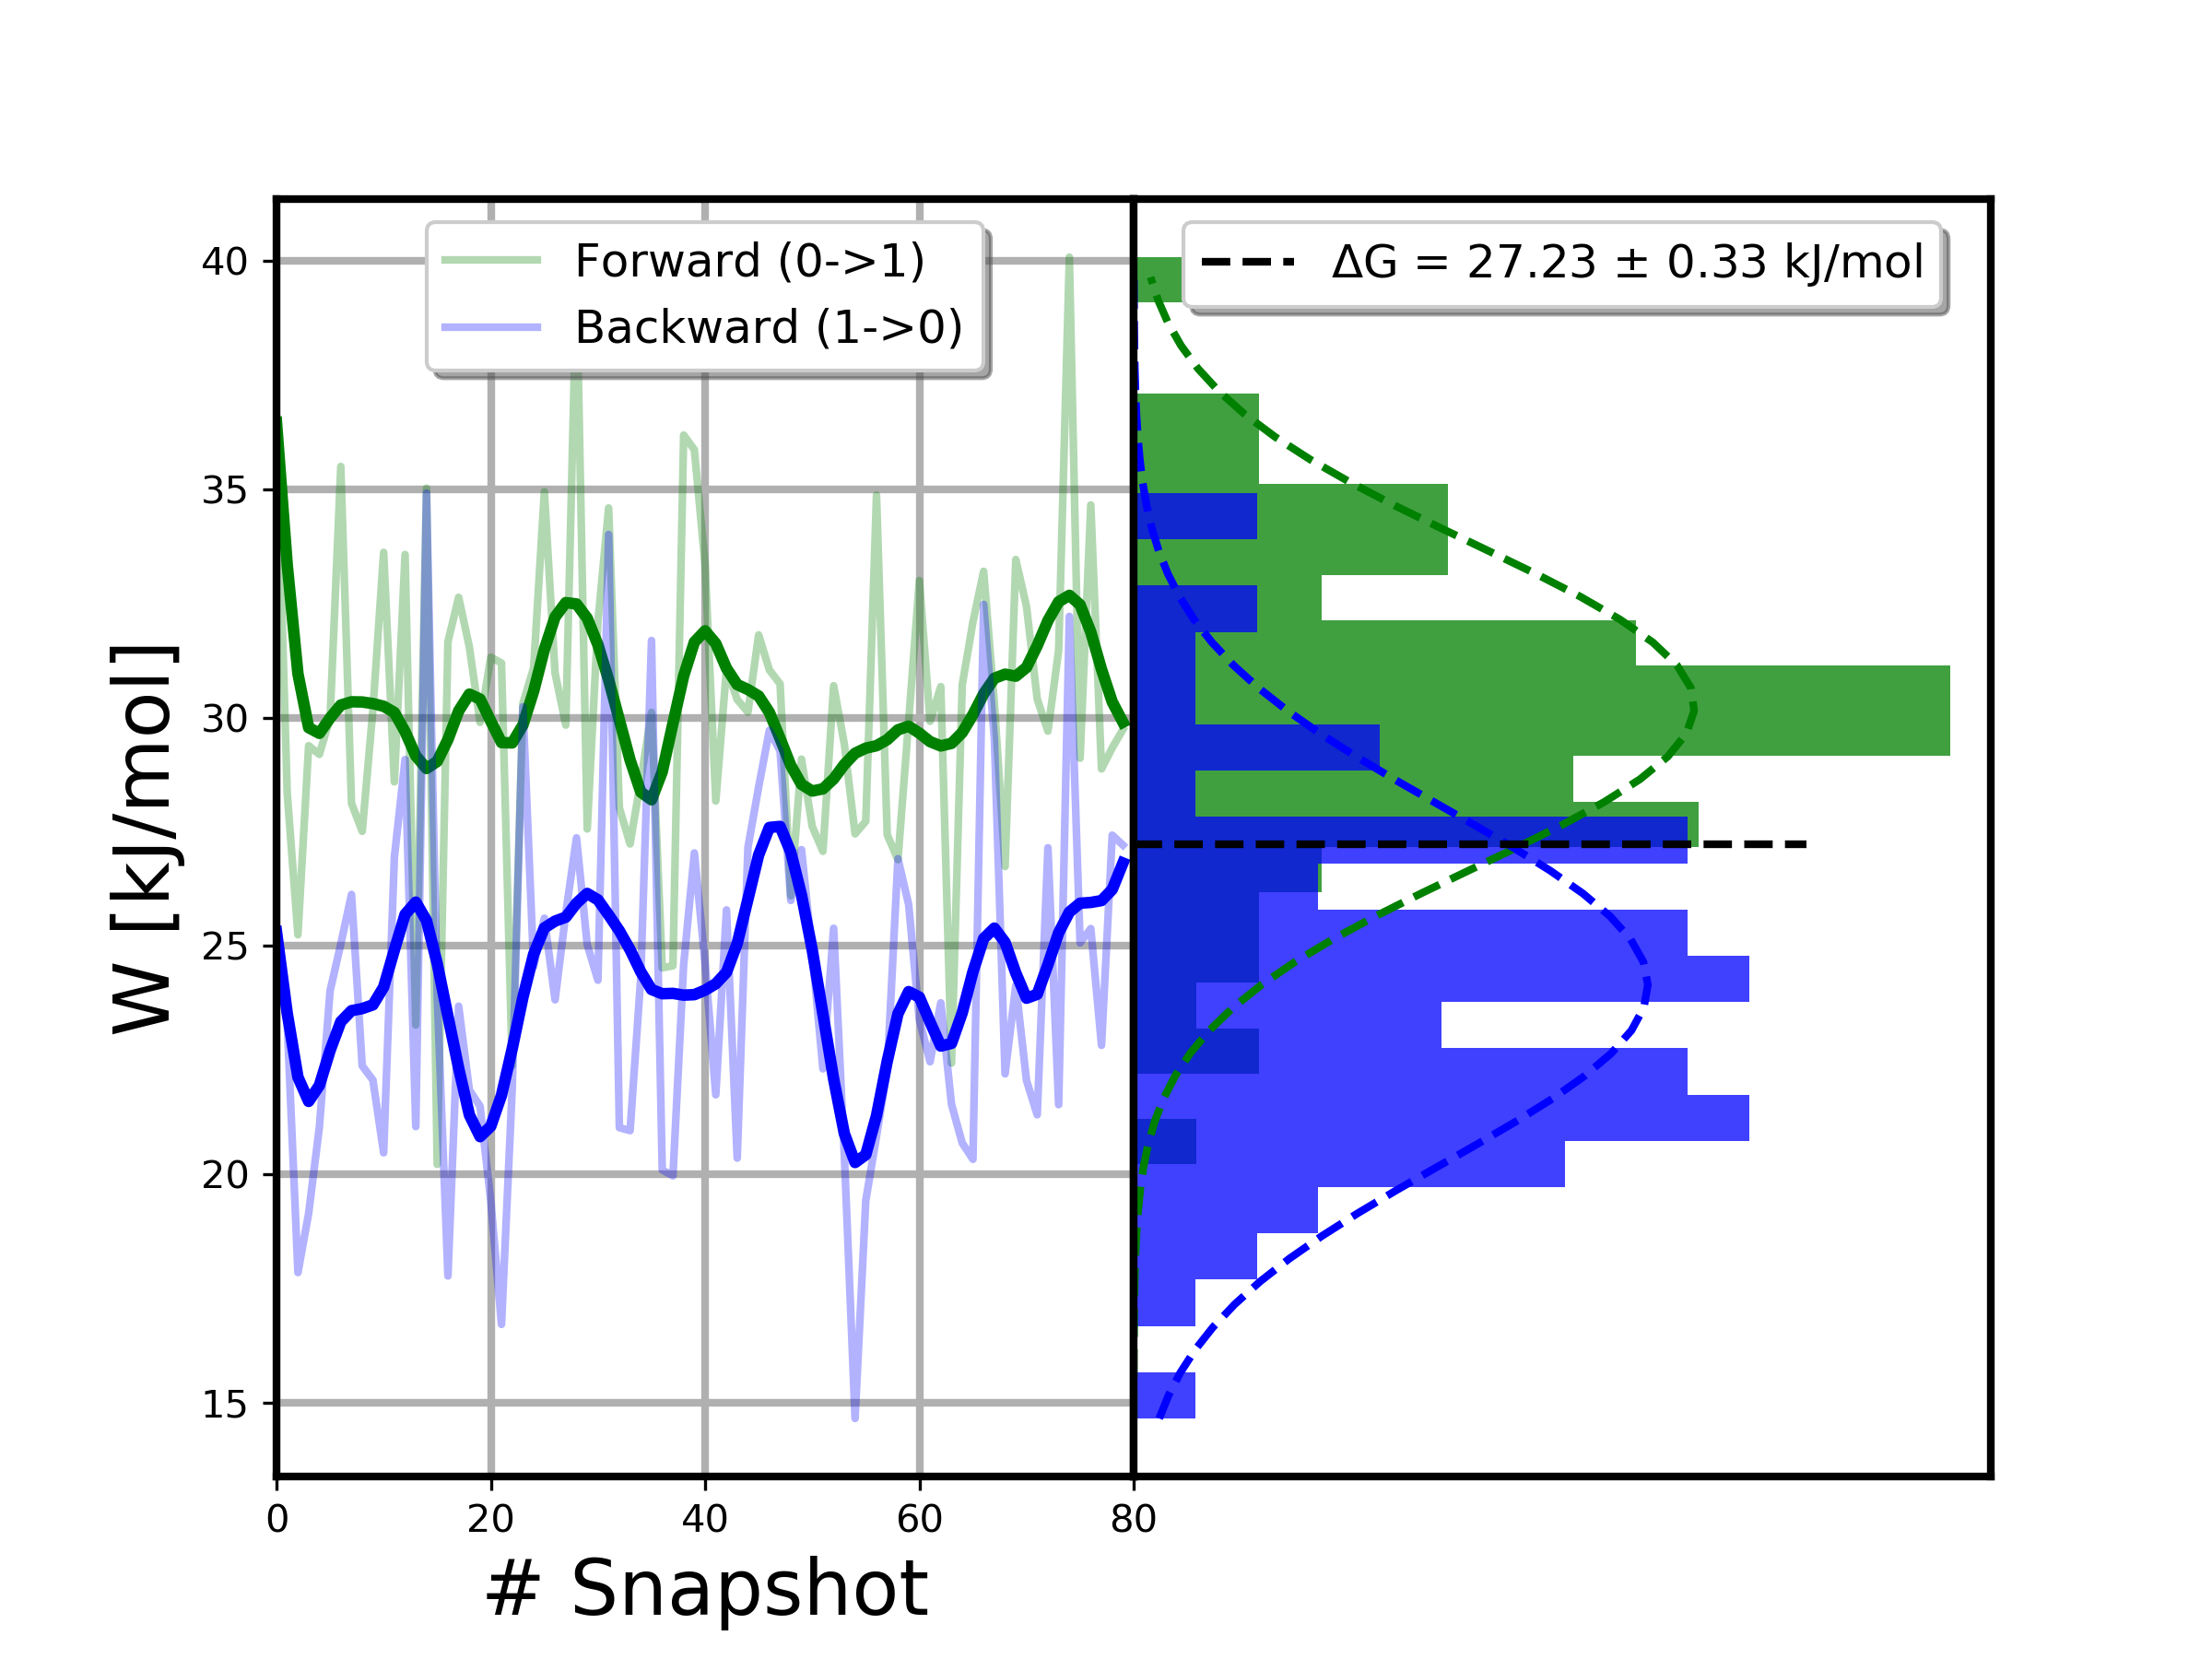 Forward (0->1)
Backward (1->0)
ΔG = 27.23 ± 0.33 kJ/mol
W [kJ/mol]
40
35
30
25
20
15
0 20 40 60 80
# Snapshot